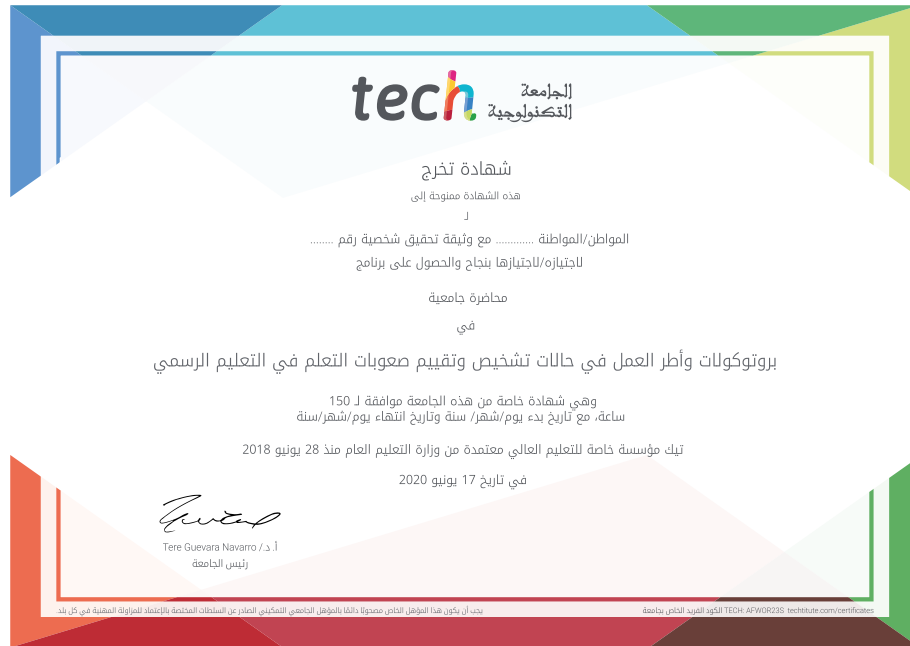 tech الجامعة
التكنولوجية
شهادة تخرج
هذه الشهادة ممنوحة إلى
لـ
المواطن/المواطنة ............. مع وثيقة تحقيق شخصية رقم ........
لاجتيازه/لاجتيازها بنجاح والحصول على برنامج
محاضرة جامعية
في
بروتوكولات وأطر العمل في حالات تشخيص وتقييم صعوبات التعلم في التعليم الرسمي
وهي شهادة خاصة من هذه الجامعة موافقة لـ 150
ساعة، مع تاريخ بدء يوم/شهر/ سنة وتاريخ انتهاء يوم/شهر/سنة
تيك مؤسسة خاصة للتعليم العالي معتمدة من وزارة التعليم العام منذ 28 يونيو 2018
في تاريخ 17 يونيو 2020
أ. د./ Tere Guevara Navarro
رئيس الجامعة
يجب أن يكون هذا المؤهل الخاص مصحوبًا دائمًا بالمؤهل الجامعي التمكيني الصادر عن السلطات المختصة بالإعتماد للمزاولة المهنية في كل بلد.
الكود الفريد الخاص بجامعة TECH: AFWOR23S techtitute.com/certificates